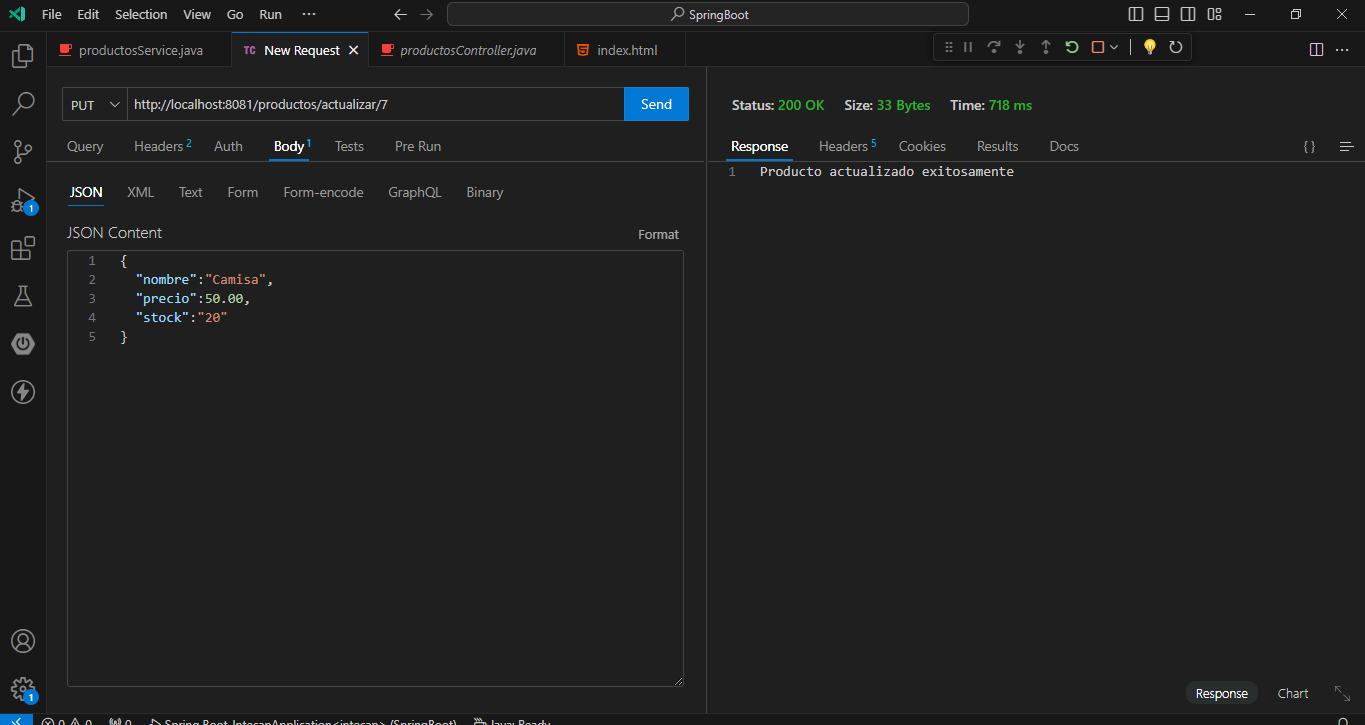 File Edit Selection View Go Run ··· SpringBoot
productosService.java TC New Request productosController.java index.html
PUT http://localhost:8081/productos/actualizar/7 Send
Status: 200 OK Size: 33 Bytes Time: 718 ms
Query Headers 2 Auth Body 1 Tests Pre Run
Response Headers 5 Cookies Results Docs { }
1 Producto actualizado exitosamente
JSON XML Text Form Form-encode GraphQL Binary
JSON Content Format
1 {
2 "nombre":"Camisa",
3 "precio":50.00,
4 "stock":"20"
5 }
1
1
Response Chart
0 0 0 Spring Boot-IntecapApplication<intecap> (SpringBoot) Java: Ready